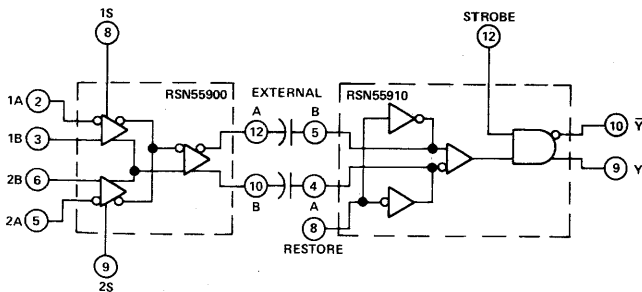 1S
8
STROBE
12
RSN55900
EXTERNAL
RSN55910
1A 2
A
B
12
5
10 Y̅
1B 3
2B 6
9 Y
10
4
2A 5
B
A
8
RESTORE
9
2S